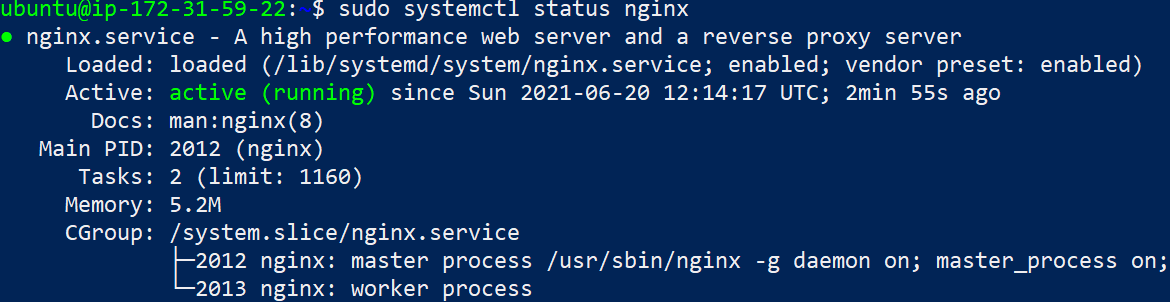 ubuntu@ip-172-31-59-22:~$ sudo systemctl status nginx
● nginx.service - A high performance web server and a reverse proxy server
     Loaded: loaded (/lib/systemd/system/nginx.service; enabled; vendor preset: enabled)
     Active: active (running) since Sun 2021-06-20 12:14:17 UTC; 2min 55s ago
       Docs: man:nginx(8)
   Main PID: 2012 (nginx)
      Tasks: 2 (limit: 1160)
     Memory: 5.2M
     CGroup: /system.slice/nginx.service
             ├─2012 nginx: master process /usr/sbin/nginx -g daemon on; master_process on;
             └─2013 nginx: worker process